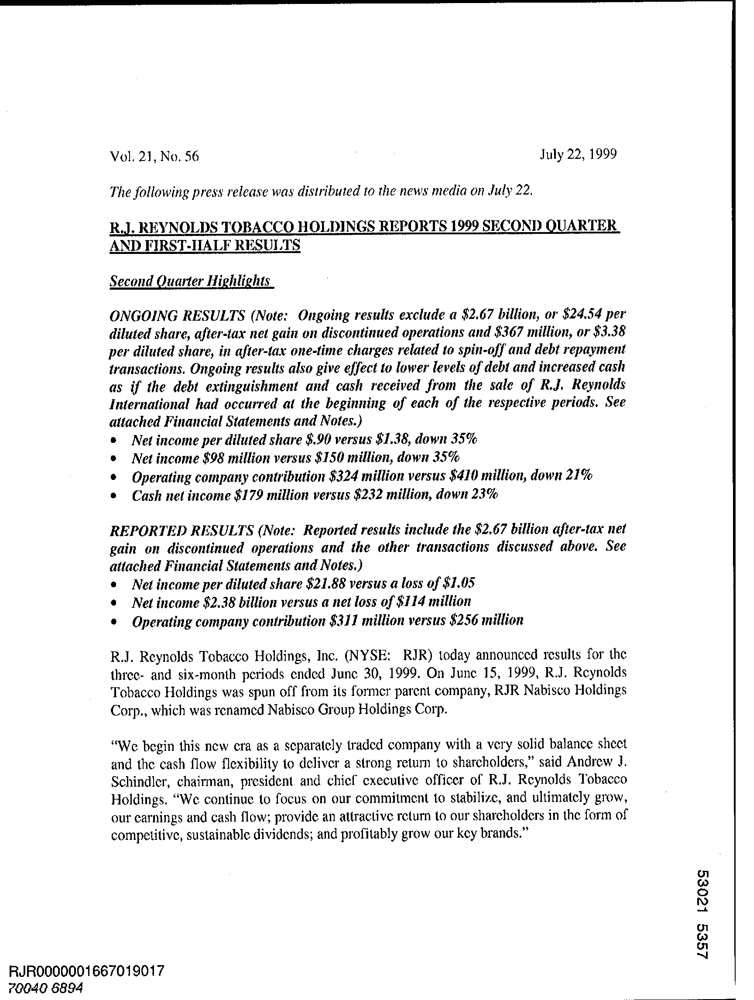 Vol. 21, No. 56 July 22, 1999
The following press release was distributed to the news media on July 22.
R.J. REYNOLDS TOBACCO HOLDINGS REPORTS 1999 SECOND QUARTER
AND FIRST-HALF RESULTS
Second Quarter Highlights
ONGOING RESULTS (Note: Ongoing results exclude a $2.67 billion, or $24.54 per
diluted share, after-tax net gain on discontinued operations and $367 million, or $3.38
per diluted share, in after-tax one-time charges related to spin-off and debt repayment
transactions. Ongoing results also give effect to lower levels of debt and increased cash
as if the debt extinguishment and cash received from the sale of R.J. Reynolds
International had occurred at the beginning of each of the respective periods. See
attached Financial Statements and Notes.)
• Net income per diluted share $.90 versus $1.38, down 35%
• Net income $98 million versus $150 million, down 35%
• Operating company contribution $324 million versus $410 million, down 21%
• Cash net income $179 million versus $232 million, down 23%
REPORTED RESULTS (Note: Reported results include the $2.67 billion after-tax net
gain on discontinued operations and the other transactions discussed above. See
attached Financial Statements and Notes.)
• Net income per diluted share $21.88 versus a loss of $1.05
• Net income $2.38 billion versus a net loss of $114 million
• Operating company contribution $311 million versus $256 million
R.J. Reynolds Tobacco Holdings, Inc. (NYSE: RJR) today announced results for the
three- and six-month periods ended June 30, 1999. On June 15, 1999, R.J. Reynolds
Tobacco Holdings was spun off from its former parent company, RJR Nabisco Holdings
Corp., which was renamed Nabisco Group Holdings Corp.
“We begin this new era as a separately traded company with a very solid balance sheet
and the cash flow flexibility to deliver a strong return to shareholders,” said Andrew J.
Schindler, chairman, president and chief executive officer of R.J. Reynolds Tobacco
Holdings. “We continue to focus on our commitment to stabilize, and ultimately grow,
our earnings and cash flow; provide an attractive return to our shareholders in the form of
competitive, sustainable dividends; and profitably grow our key brands.”
53021 5357
RJR0000001667019017
70040 6894